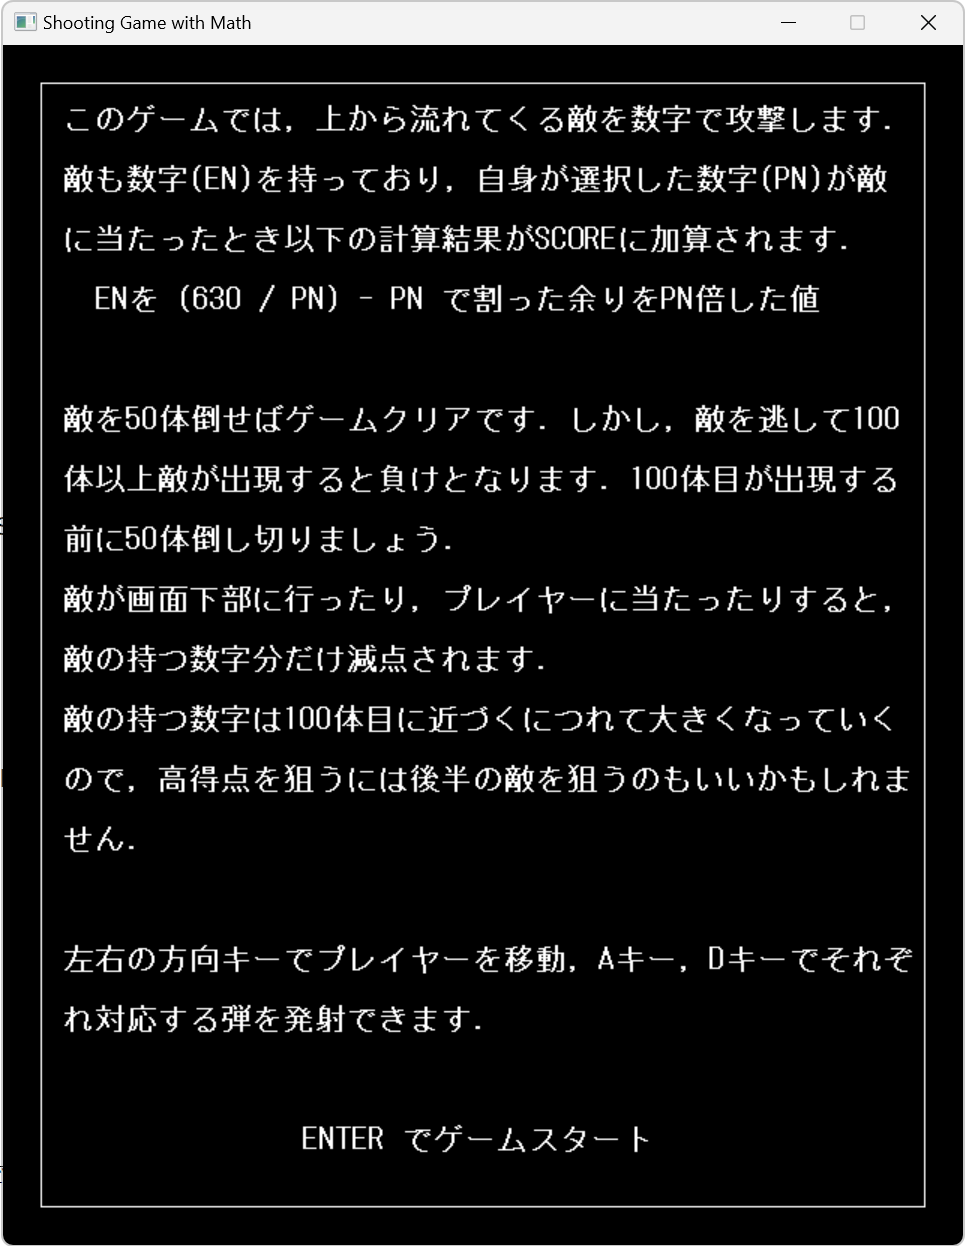 Shooting Game with Math
このゲームでは，上から流れてくる敵を数字で攻撃します．
敵も数字(EN)を持っており，自身が選択した数字(PN)が敵
に当たったとき以下の計算結果がSCOREに加算されます．
ENを (630 / PN) - PN で割った余りをPN倍した値
敵を50体倒せばゲームクリアです．しかし，敵を逃して100
体以上敵が出現すると負けとなります．100体目が出現する
前に50体倒し切りましょう．
敵が画面下部に行ったり，プレイヤーに当たったりすると，
敵の持つ数字分だけ減点されます．
敵の持つ数字は100体目に近づくにつれて大きくなっていく
ので，高得点を狙うには後半の敵を狙うのもいいかもしれま
せん．
左右の方向キーでプレイヤーを移動，Aキー，Dキーでそれぞ
れ対応する弾を発射できます．
ENTER でゲームスタート